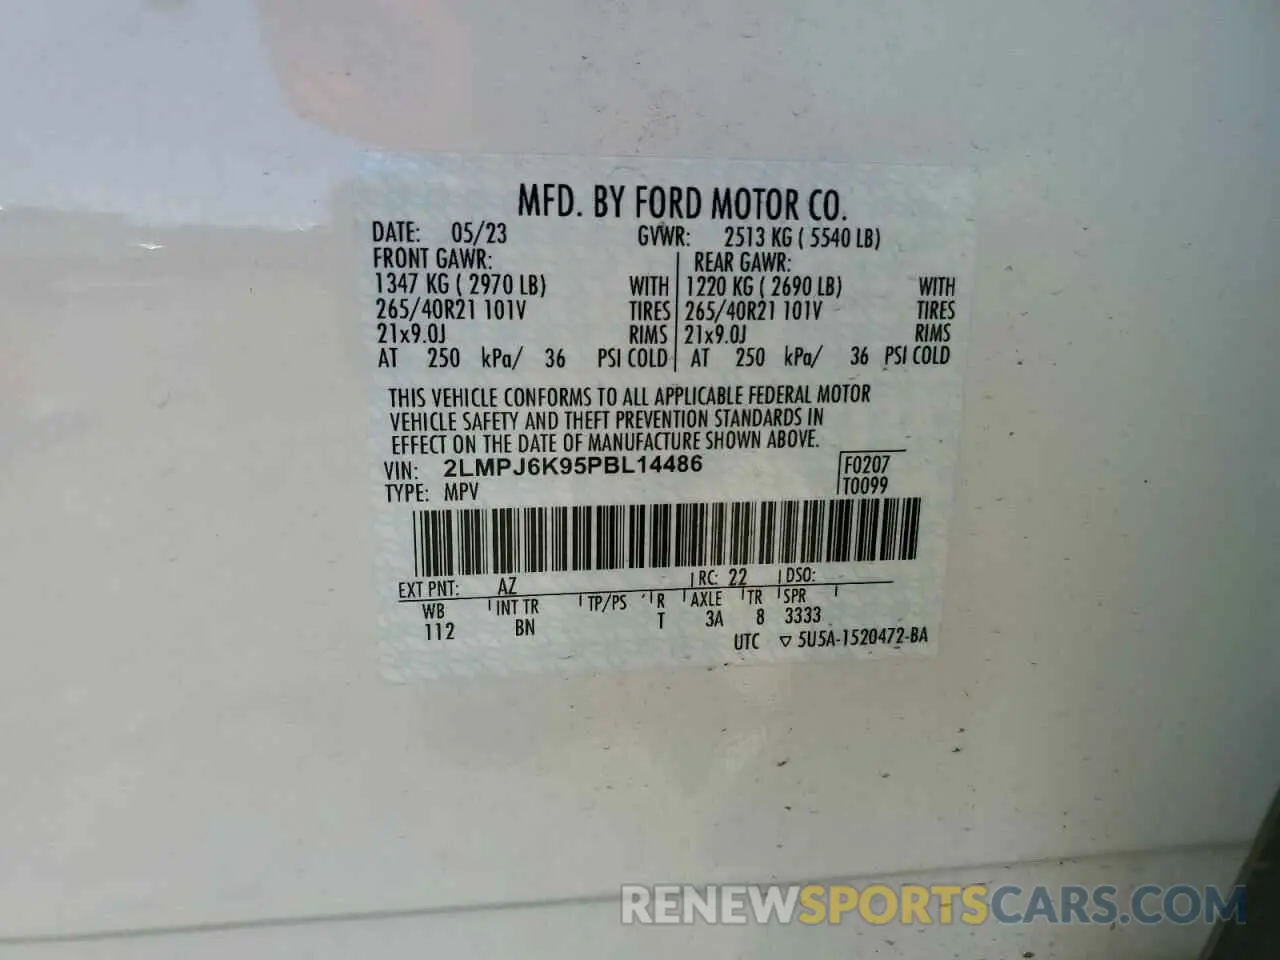 MFD. BY FORD MOTOR CO.
DATE: 05/23 GVWR: 2513 KG ( 5540 LB)
FRONT GAWR: REAR GAWR:
1347 KG ( 2970 LB) WITH 1220 KG ( 2690 LB) WITH
265/40R21 101V TIRES 265/40R21 101V TIRES
21x9.0J RIMS 21x9.0J RIMS
AT 250 kPa/ 36 PSI COLD AT 250 kPa/ 36 PSI COLD
THIS VEHICLE CONFORMS TO ALL APPLICABLE FEDERAL MOTOR
VEHICLE SAFETY AND THEFT PREVENTION STANDARDS IN
EFFECT ON THE DATE OF MANUFACTURE SHOWN ABOVE.
VIN: 2LMPJ6K95PBL14486 F0207
TYPE: MPV T0099
EXT PNT: AZ RC: 22 DSO:
WB INT TR TP/PS R AXLE TR SPR
112 BN T 3A 8 3333
UTC ▽ 5U5A-1520472-BA
RENEWSPORTSCARS.COM